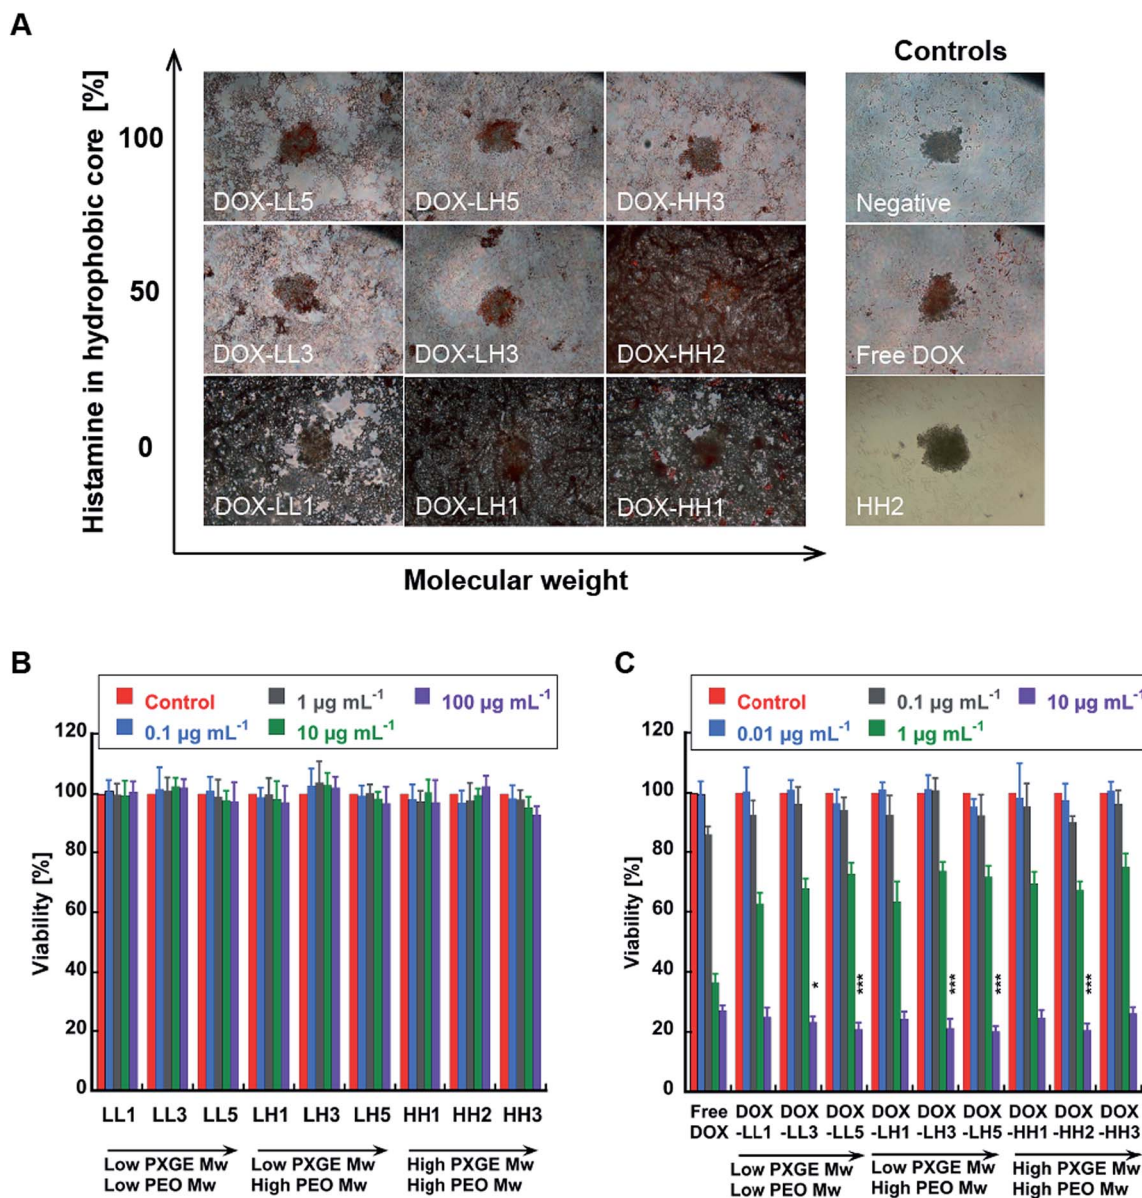 A
Histamine in hydrophobic core [%]
100
50
0
Controls
DOX-LL5
DOX-LH5
DOX-HH3
Negative
DOX-LL3
DOX-LH3
DOX-HH2
Free DOX
DOX-LL1
DOX-LH1
DOX-HH1
HH2
Molecular weight
B
Control
1 µg mL-1
100 µg mL-1
0.1 µg mL-1
10 µg mL-1
Viability [%]
120
100
80
60
40
20
0
LL1 LL3 LL5 LH1 LH3 LH5 HH1 HH2 HH3
Low PXGE Mw Low PXGE Mw High PXGE Mw
Low PEO Mw High PEO Mw High PEO Mw
C
Control
0.1 µg mL-1
10 µg mL-1
0.01 µg mL-1
1 µg mL-1
Viability [%]
120
100
80
60
40
20
0
*
***
***
***
***
Free DOX DOX DOX DOX DOX DOX DOX DOX DOX
DOX -LL1 -LL3 -LL5 -LH1 -LH3 -LH5 -HH1 -HH2 -HH3
Low PXGE Mw Low PXGE Mw High PXGE Mw
Low PEO Mw High PEO Mw High PEO Mw